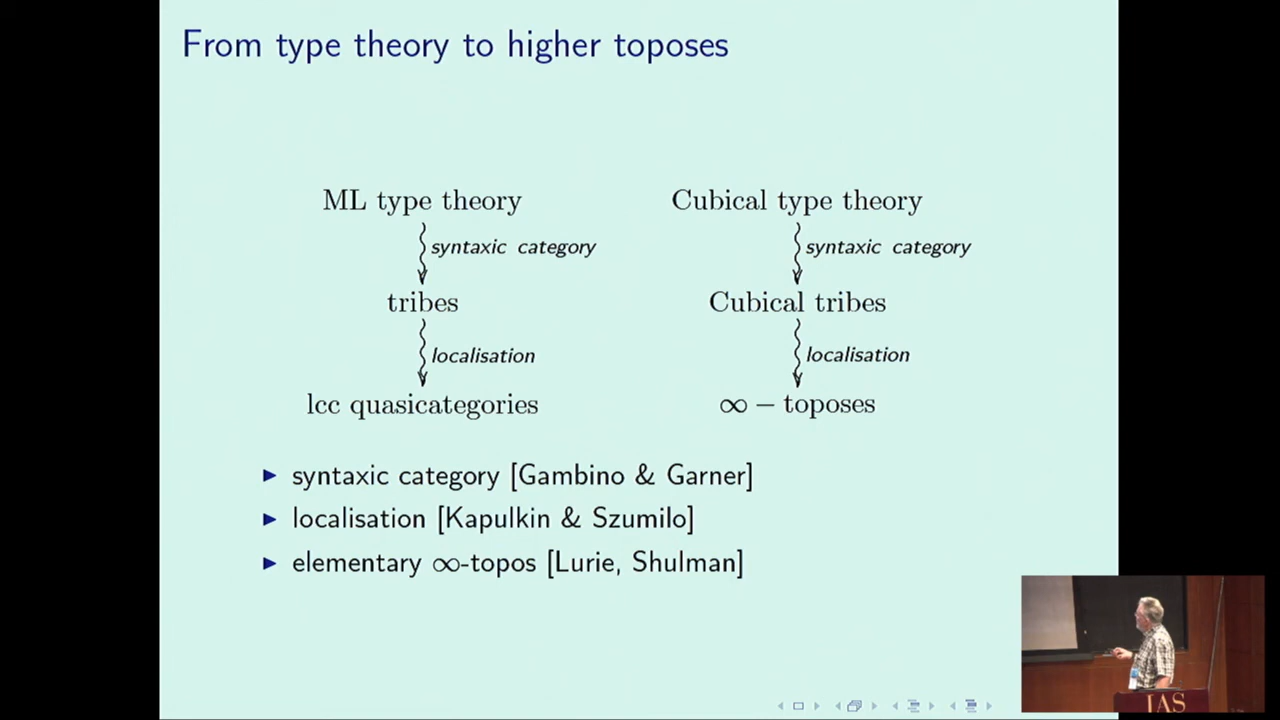 From type theory to higher toposes
ML type theory
Cubical type theory
syntaxic category
syntaxic category
tribes
Cubical tribes
localisation
localisation
lcc quasicategories
∞ − toposes
▶ syntaxic category [Gambino & Garner]
▶ localisation [Kapulkin & Szumilo]
▶ elementary ∞-topos [Lurie, Shulman]
IAS